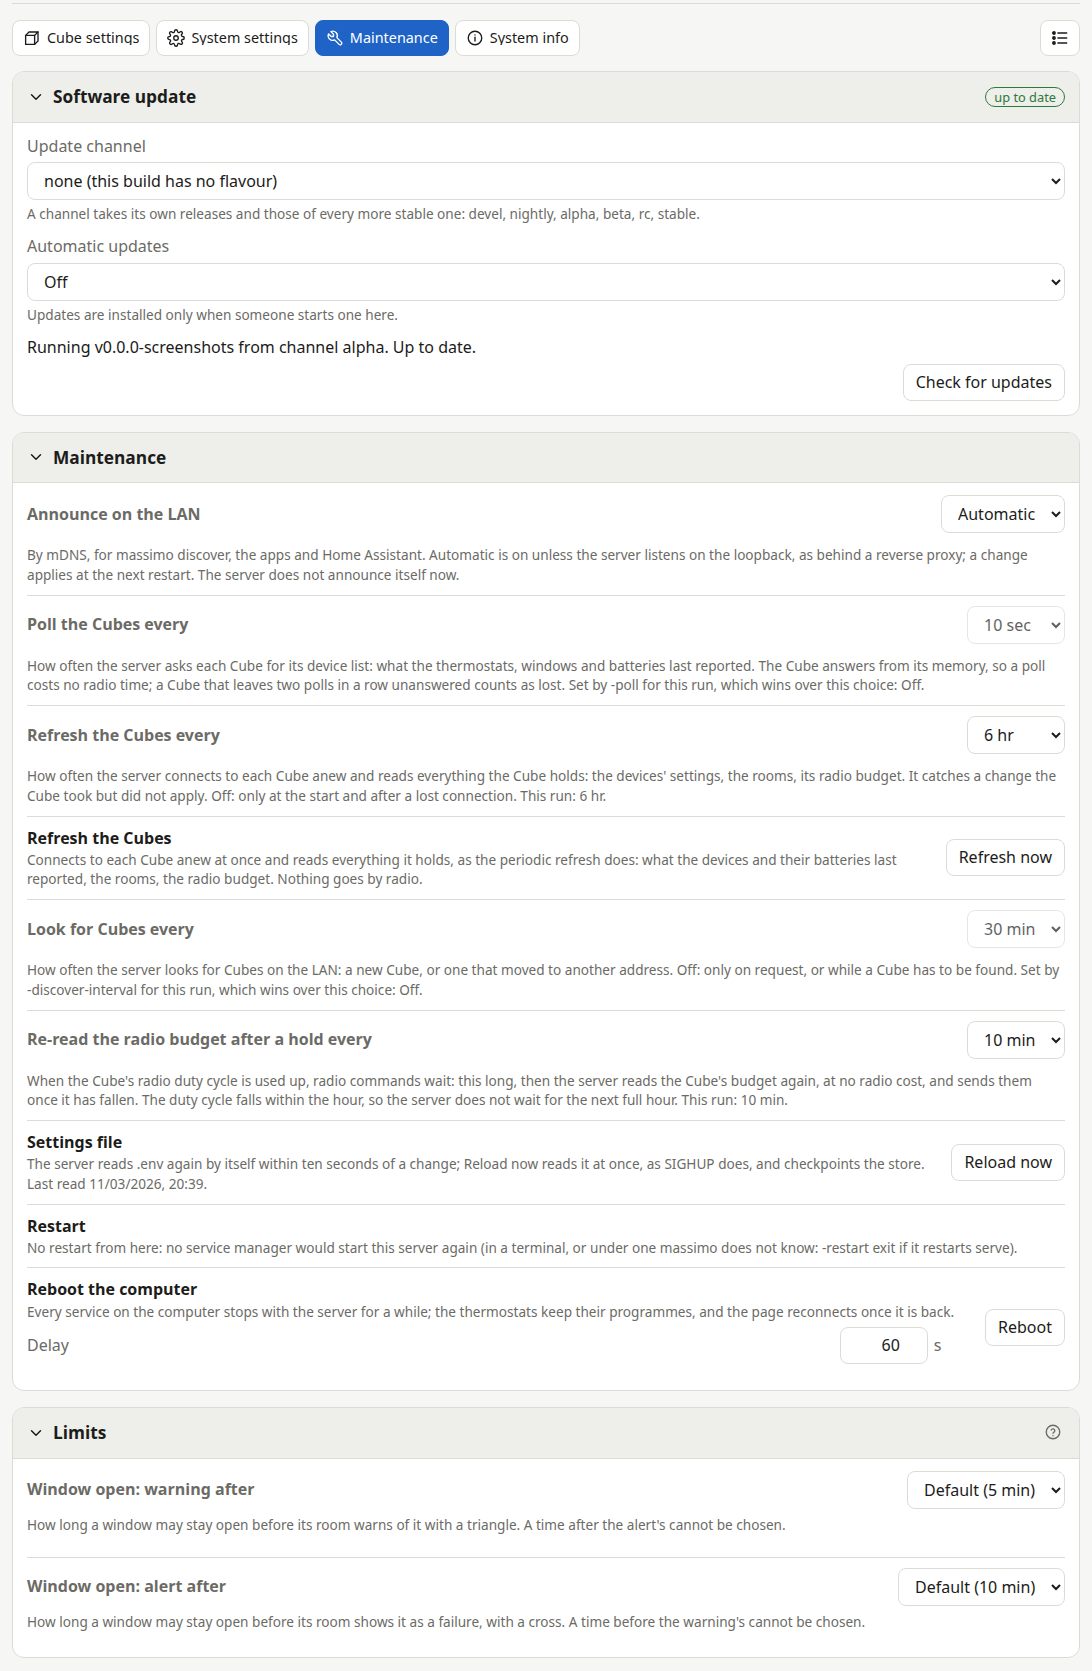 Cube settings
System settings
Maintenance
System info
Software update
up to date
Update channel
none (this build has no flavour)
A channel takes its own releases and those of every more stable one: devel, nightly, alpha, beta, rc, stable.
Automatic updates
Off
Updates are installed only when someone starts one here.
Running v0.0.0-screenshots from channel alpha. Up to date.
Check for updates
Maintenance
Announce on the LAN
Automatic
By mDNS, for massimo discover, the apps and Home Assistant. Automatic is on unless the server listens on the loopback, as behind a reverse proxy; a change
applies at the next restart. The server does not announce itself now.
Poll the Cubes every
10 sec
How often the server asks each Cube for its device list: what the thermostats, windows and batteries last reported. The Cube answers from its memory, so a poll
costs no radio time; a Cube that leaves two polls in a row unanswered counts as lost. Set by -poll for this run, which wins over this choice: Off.
Refresh the Cubes every
6 hr
How often the server connects to each Cube anew and reads everything the Cube holds: the devices' settings, the rooms, its radio budget. It catches a change the
Cube took but did not apply. Off: only at the start and after a lost connection. This run: 6 hr.
Refresh the Cubes
Connects to each Cube anew at once and reads everything it holds, as the periodic refresh does: what the devices and their batteries last
reported, the rooms, the radio budget. Nothing goes by radio.
Refresh now
Look for Cubes every
30 min
How often the server looks for Cubes on the LAN: a new Cube, or one that moved to another address. Off: only on request, or while a Cube has to be found. Set by
-discover-interval for this run, which wins over this choice: Off.
Re-read the radio budget after a hold every
10 min
When the Cube's radio duty cycle is used up, radio commands wait: this long, then the server reads the Cube's budget again, at no radio cost, and sends them
once it has fallen. The duty cycle falls within the hour, so the server does not wait for the next full hour. This run: 10 min.
Settings file
The server reads .env again by itself within ten seconds of a change; Reload now reads it at once, as SIGHUP does, and checkpoints the store.
Last read 11/03/2026, 20:39.
Reload now
Restart
No restart from here: no service manager would start this server again (in a terminal, or under one massimo does not know: -restart exit if it restarts serve).
Reboot the computer
Every service on the computer stops with the server for a while; the thermostats keep their programmes, and the page reconnects once it is back.
Delay
60 s
Reboot
Limits
Window open: warning after
Default (5 min)
How long a window may stay open before its room warns of it with a triangle. A time after the alert's cannot be chosen.
Window open: alert after
Default (10 min)
How long a window may stay open before its room shows it as a failure, with a cross. A time before the warning's cannot be chosen.